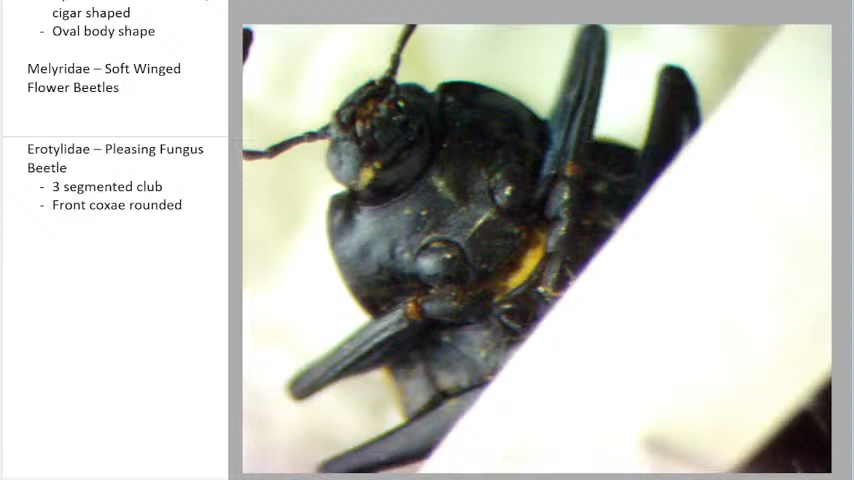 cigar shaped
- Oval body shape
Melyridae – Soft Winged
Flower Beetles
Erotylidae – Pleasing Fungus
Beetle
- 3 segmented club
- Front coxae rounded